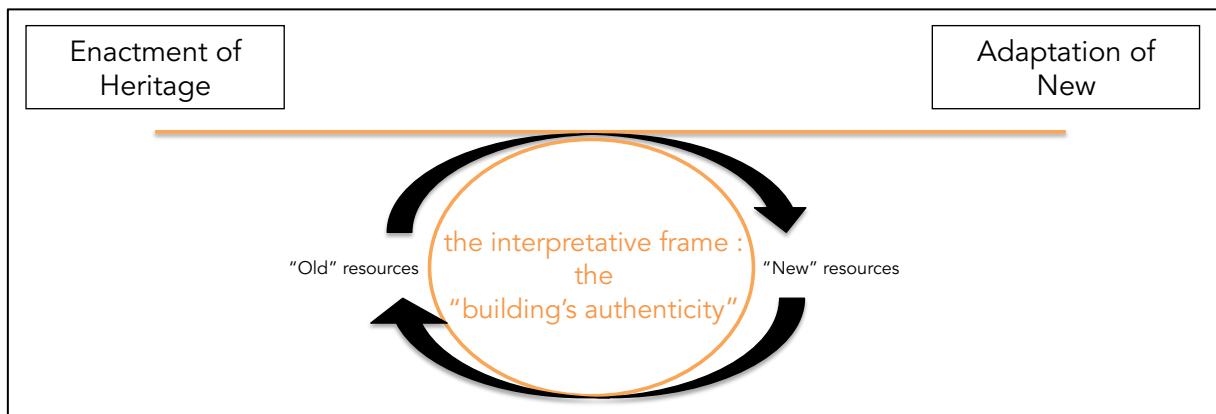 Enactment of
Heritage
Adaptation of
New
the interpretative frame :
the
“building’s authenticity”
“Old” resources
“New” resources